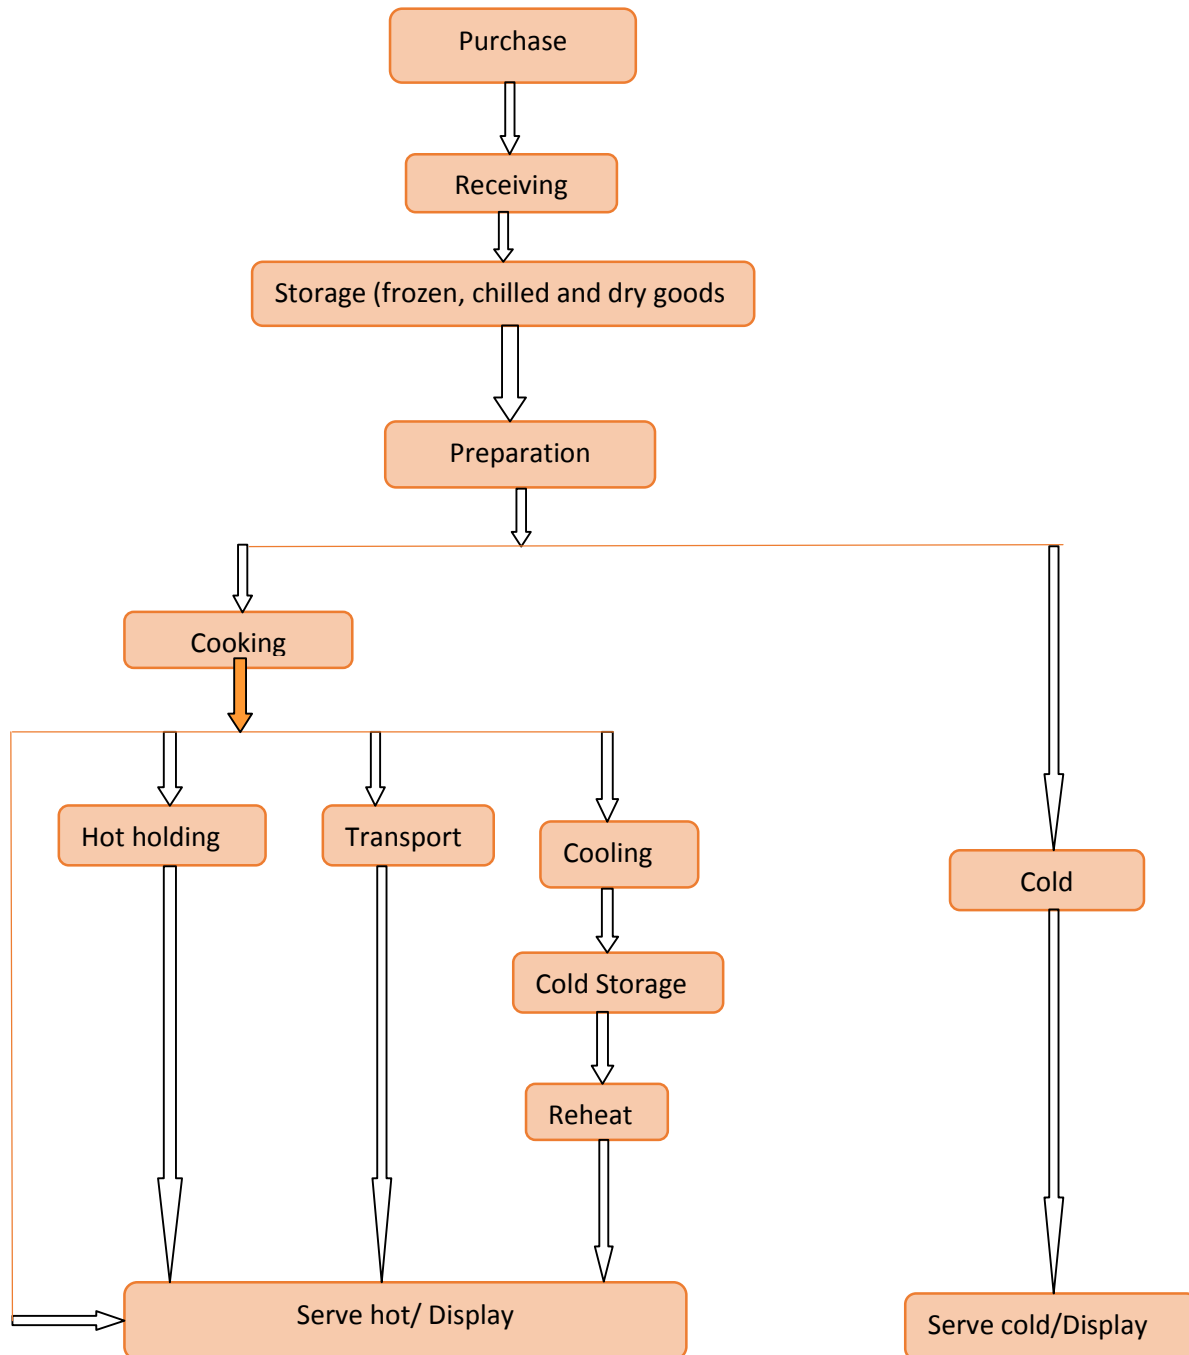 Purchase
Receiving
Storage (frozen, chilled and dry goods
Preparation
Cooking
Hot holding
Transport
Cooling
Cold
Cold Storage
Reheat
Serve hot/ Display
Serve cold/Display